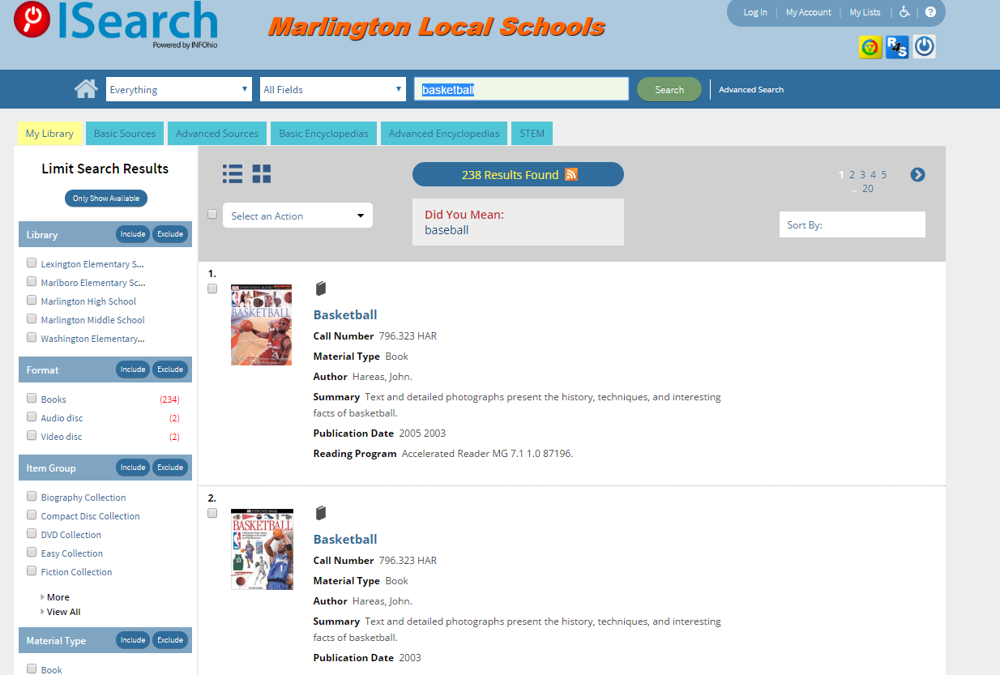 ISearch
Powered by INFOhio
Marlington Local Schools
Log In | My Account | My Lists | | ?
R4S
Everything
All Fields
basketball
Search
Advanced Search
My Library
Basic Sources
Advanced Sources
Basic Encyclopedias
Advanced Encyclopedias
STEM
Limit Search Results
Only Show Available
Library Include Exclude
Lexington Elementary S...
Marlboro Elementary Sc...
Marlington High School
Marlington Middle School
Washington Elementary...
Format Include Exclude
Books (234)
Audio disc (2)
Video disc (2)
Item Group Include Exclude
Biography Collection
Compact Disc Collection
DVD Collection
Easy Collection
Fiction Collection
More
View All
Material Type Include Exclude
Book
238 Results Found
1 2 3 4 5
.. 20
Select an Action
Did You Mean:
baseball
Sort By:
1.
EYEWITNESS BOOKS
BASKETBALL
Basketball
Call Number 796.323 HAR
Material Type Book
Author Hareas, John.
Summary Text and detailed photographs present the history, techniques, and interesting
facts of basketball.
Publication Date 2005 2003
Reading Program Accelerated Reader MG 7.1 1.0 87196.
2.
EYEWITNESS BOOKS
BASKETBALL
Basketball
Call Number 796.323 HAR
Material Type Book
Author Hareas, John.
Summary Text and detailed photographs present the history, techniques, and interesting
facts of basketball.
Publication Date 2003